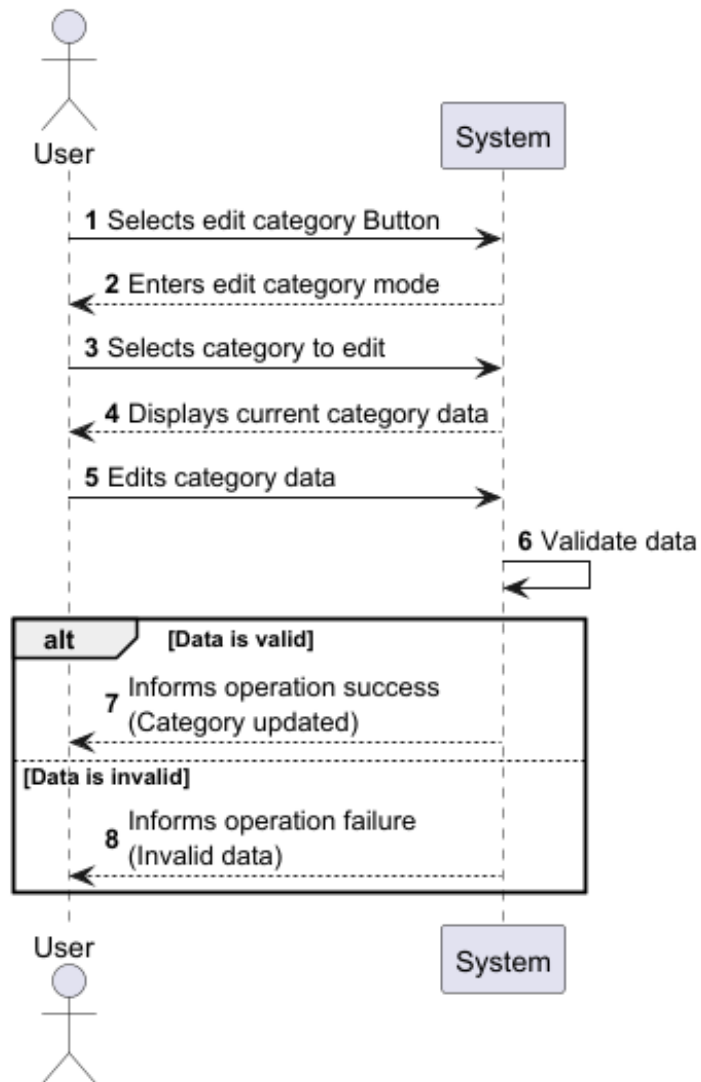 User
System
1 Selects edit category Button
2 Enters edit category mode
3 Selects category to edit
4 Displays current category data
5 Edits category data
6 Validate data
alt [Data is valid]
7 Informs operation success
(Category updated)
[Data is invalid]
8 Informs operation failure
(Invalid data)
User
System